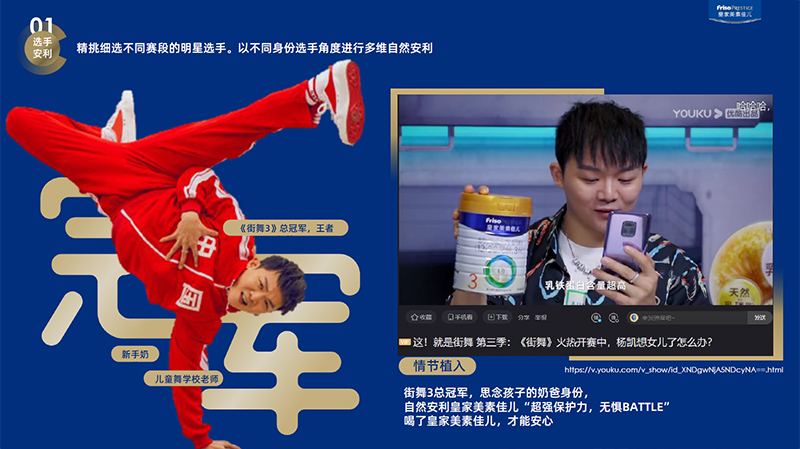 01
选手
安利
精挑细选不同赛段的明星选手。以不同身份选手角度进行多维自然安利
Friso PRESTIGE
皇家美素佳儿
冠军
《街舞3》总冠军，王者
新手奶
儿童舞学校老师
中国
YOUKU 优酷出品
哈哈哈，
Friso
皇家美素佳儿
3
天然
乳铁蛋白含量超高
收藏
手机看
下载
分享
举报
发送
这！就是街舞 第三季：《街舞》火热开赛中，杨凯想女儿了怎么办？
情节植入
https://v.youku.com/v_show/id_XNDgwNjA5NDcyNA==.html
街舞3总冠军，思念孩子的奶爸身份，
自然安利皇家美素佳儿“超强保护力，无惧BATTLE”
喝了皇家美素佳儿，才能安心